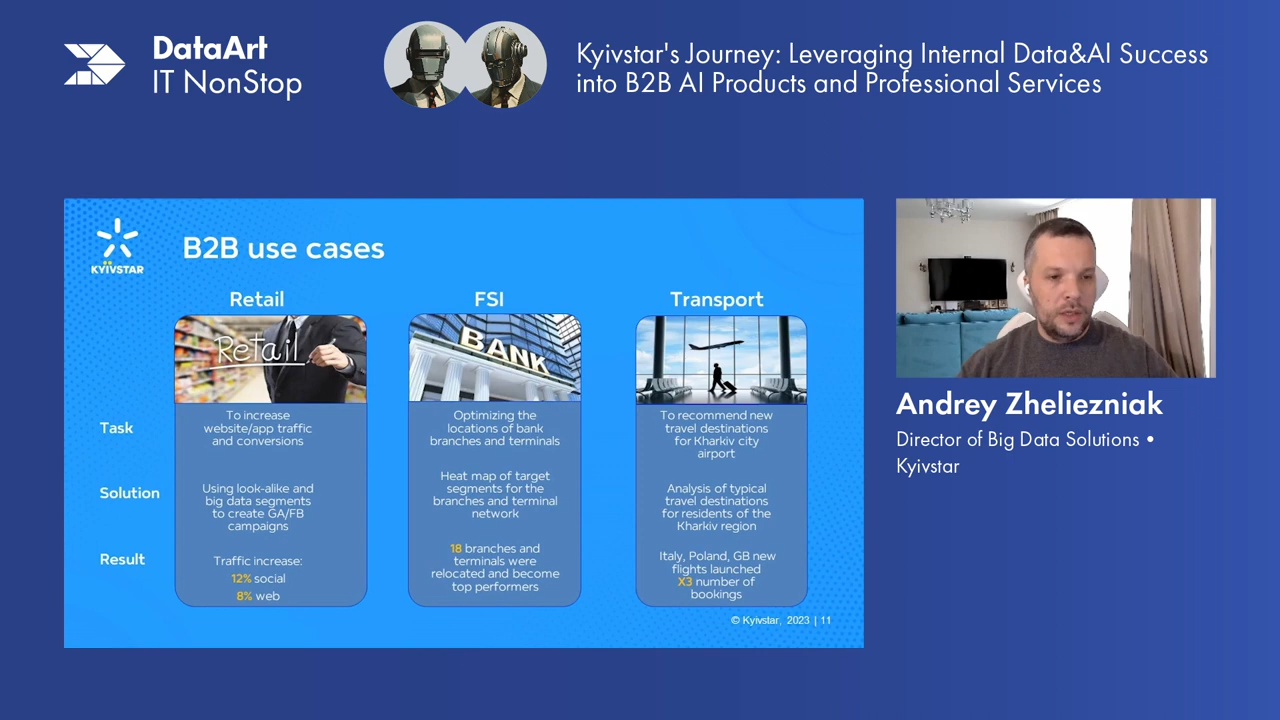 DataArt
IT NonStop
Kyivstar's Journey: Leveraging Internal Data&AI Success
into B2B AI Products and Professional Services
KYЇVSTAR
B2B use cases
Retail
FSI
Transport
Retail
BANK
Task
To increase
website/app traffic
and conversions
Optimizing the
locations of bank
branches and terminals
To recommend new
travel destinations
for Kharkiv city
airport
Solution
Using look-alike and
big data segments
to create GA/FB
campaigns
Heat map of target
segments for the
branches and terminal
network
Analysis of typical
travel destinations
for residents of the
Kharkiv region
Result
Traffic increase:
12% social
8% web
18 branches and
terminals were
relocated and become
top performers
Italy, Poland, GB new
flights launched
X3 number of
bookings
© Kyivstar, 2023 | 11
Andrey Zheliezniak
Director of Big Data Solutions •
Kyivstar